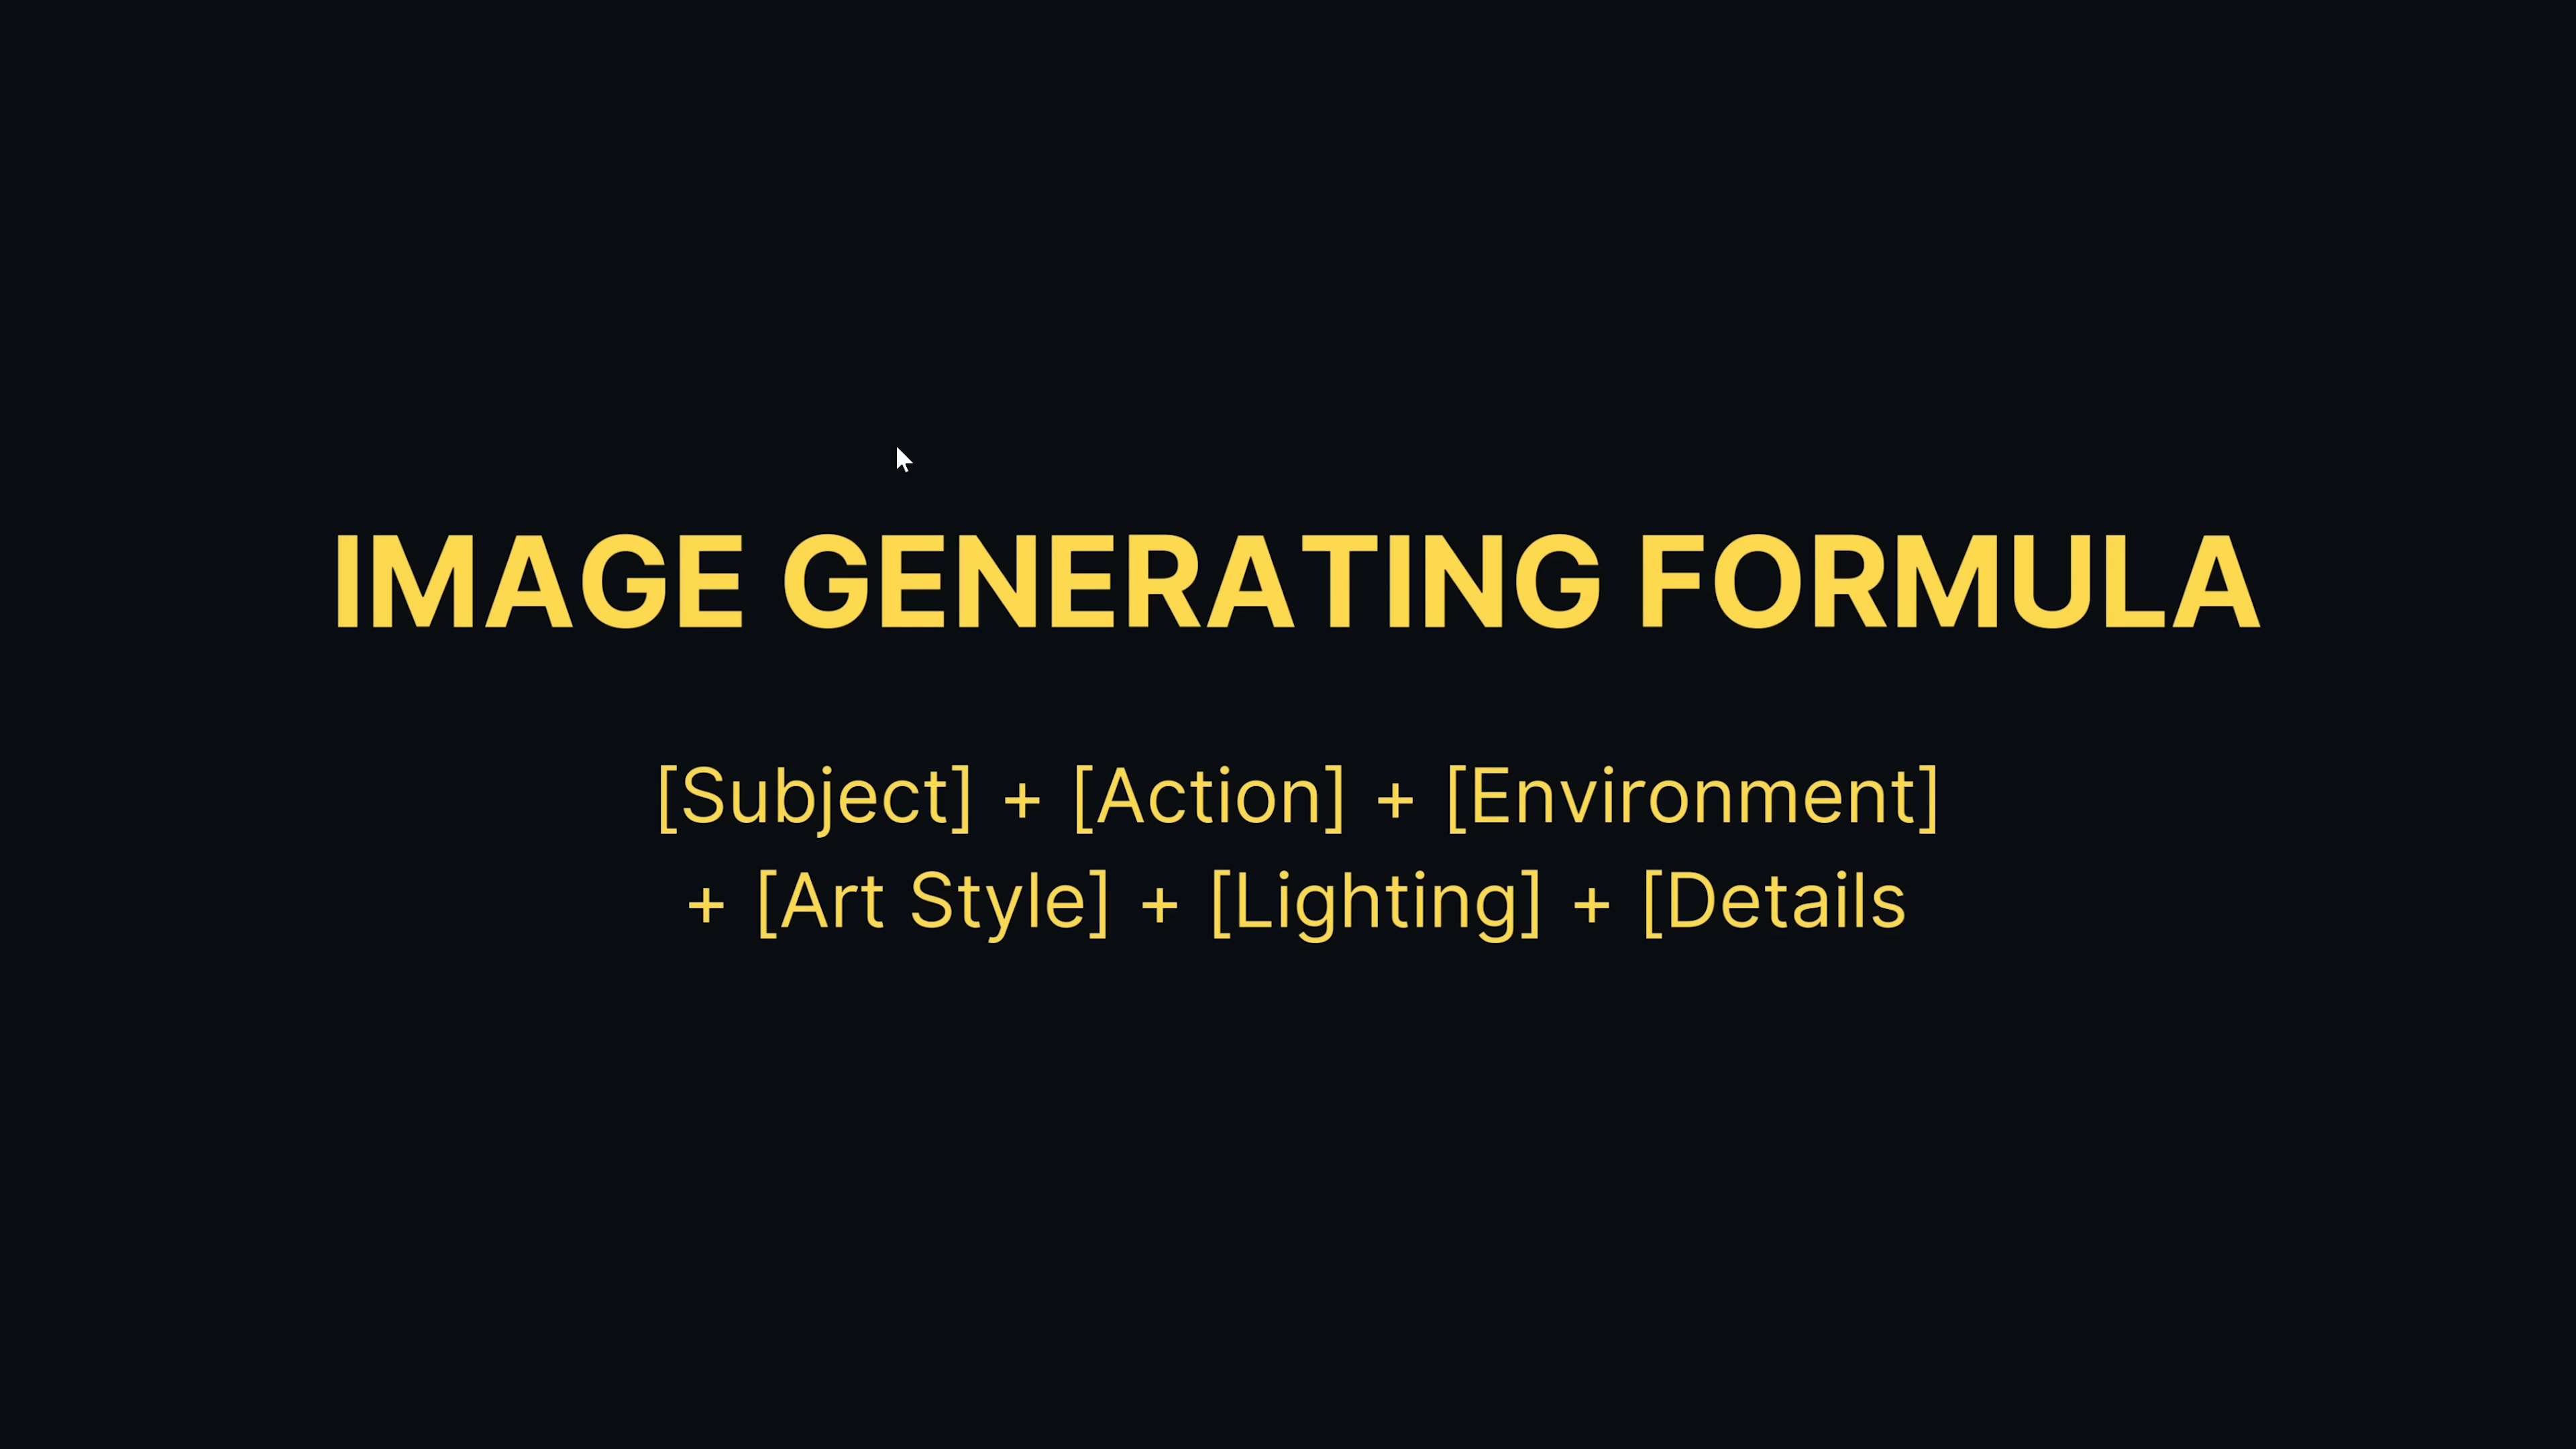 IMAGE GENERATING FORMULA
[Subject] + [Action] + [Environment]
+ [Art Style] + [Lighting] + [Details